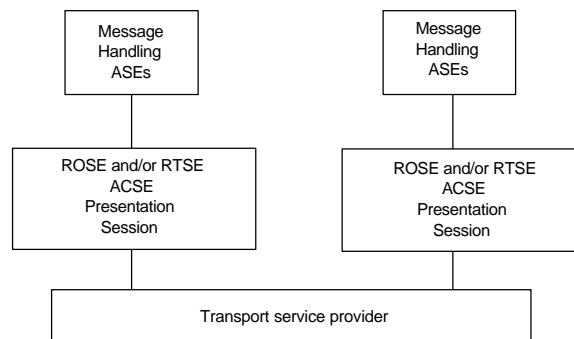 Message
Handling
ASEs
Message
Handling
ASEs
ROSE and/or RTSE
ACSE
Presentation
Session
ROSE and/or RTSE
ACSE
Presentation
Session
Transport service provider